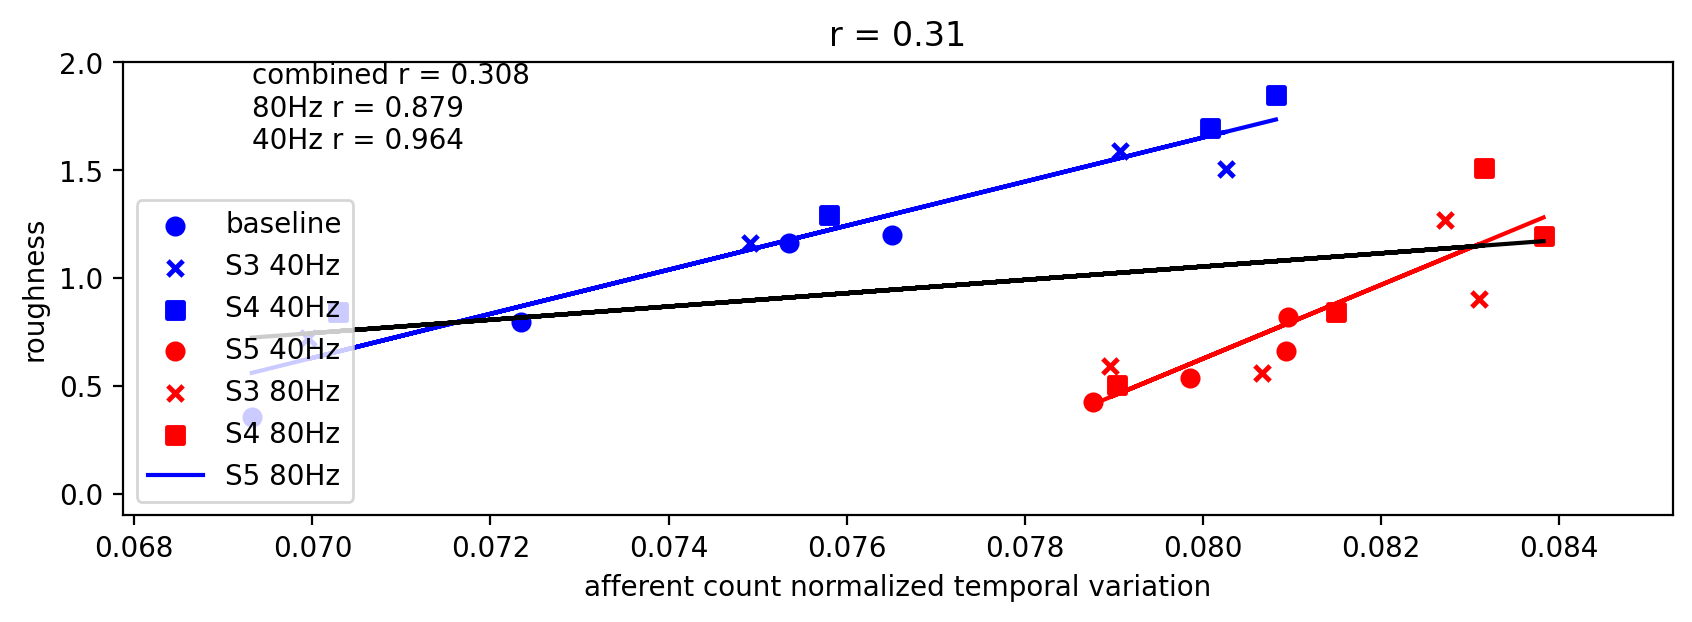 r = 0.31
combined r = 0.308
80Hz r = 0.879
40Hz r = 0.964
2.0
1.5
1.0
0.5
0.0
roughness
baseline
S3 40Hz
S4 40Hz
S5 40Hz
S3 80Hz
S4 80Hz
S5 80Hz
0.068 0.070 0.072 0.074 0.076 0.078 0.080 0.082 0.084
afferent count normalized temporal variation